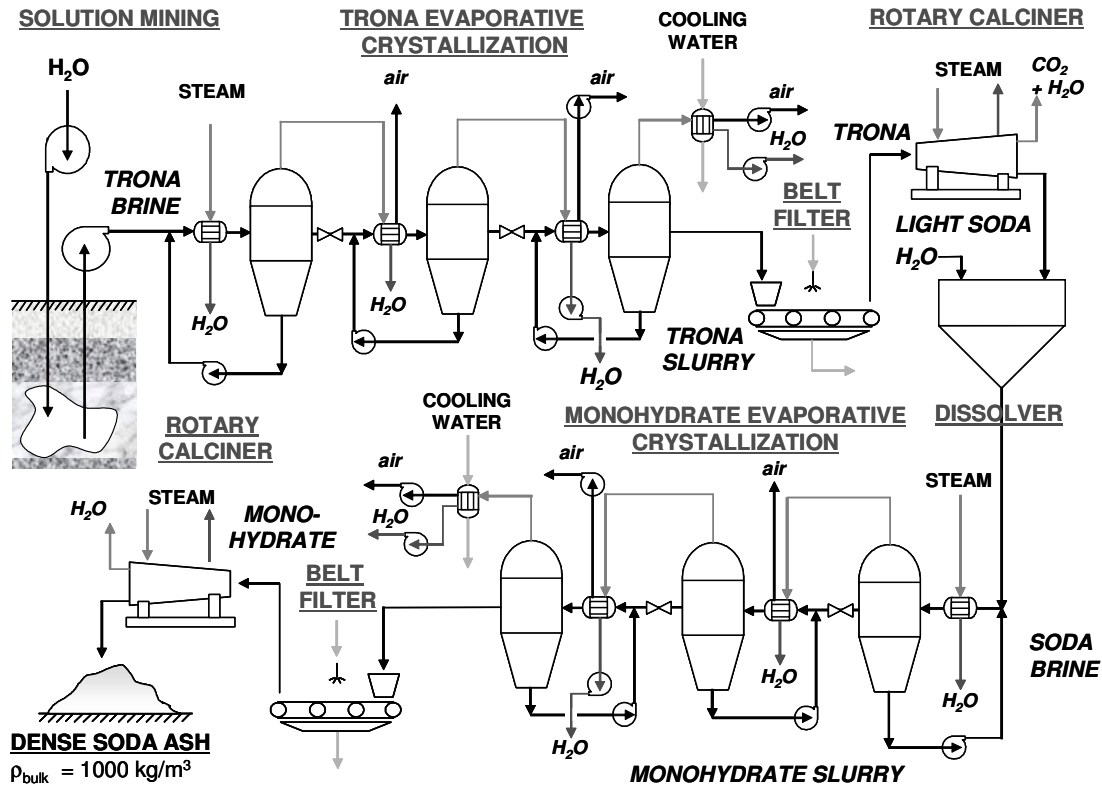 SOLUTION MINING
TRONA EVAPORATIVE
CRYSTALLIZATION
COOLING
WATER
ROTARY CALCINER
H₂O
STEAM
air
air
air
H₂O
STEAM
CO₂
+ H₂O
TRONA
TRONA
BRINE
BELT
FILTER
LIGHT SODA
H₂O
H₂O
H₂O
H₂O
TRONA
SLURRY
ROTARY
CALCINER
COOLING
WATER
MONOHYDRATE EVAPORATIVE
CRYSTALLIZATION
DISSOLVER
air
air
STEAM
H₂O
STEAM
MONO-
HYDRATE
H₂O
BELT
FILTER
SODA
BRINE
H₂O
H₂O
H₂O
DENSE SODA ASH
ρbulk = 1000 kg/m³
MONOHYDRATE SLURRY